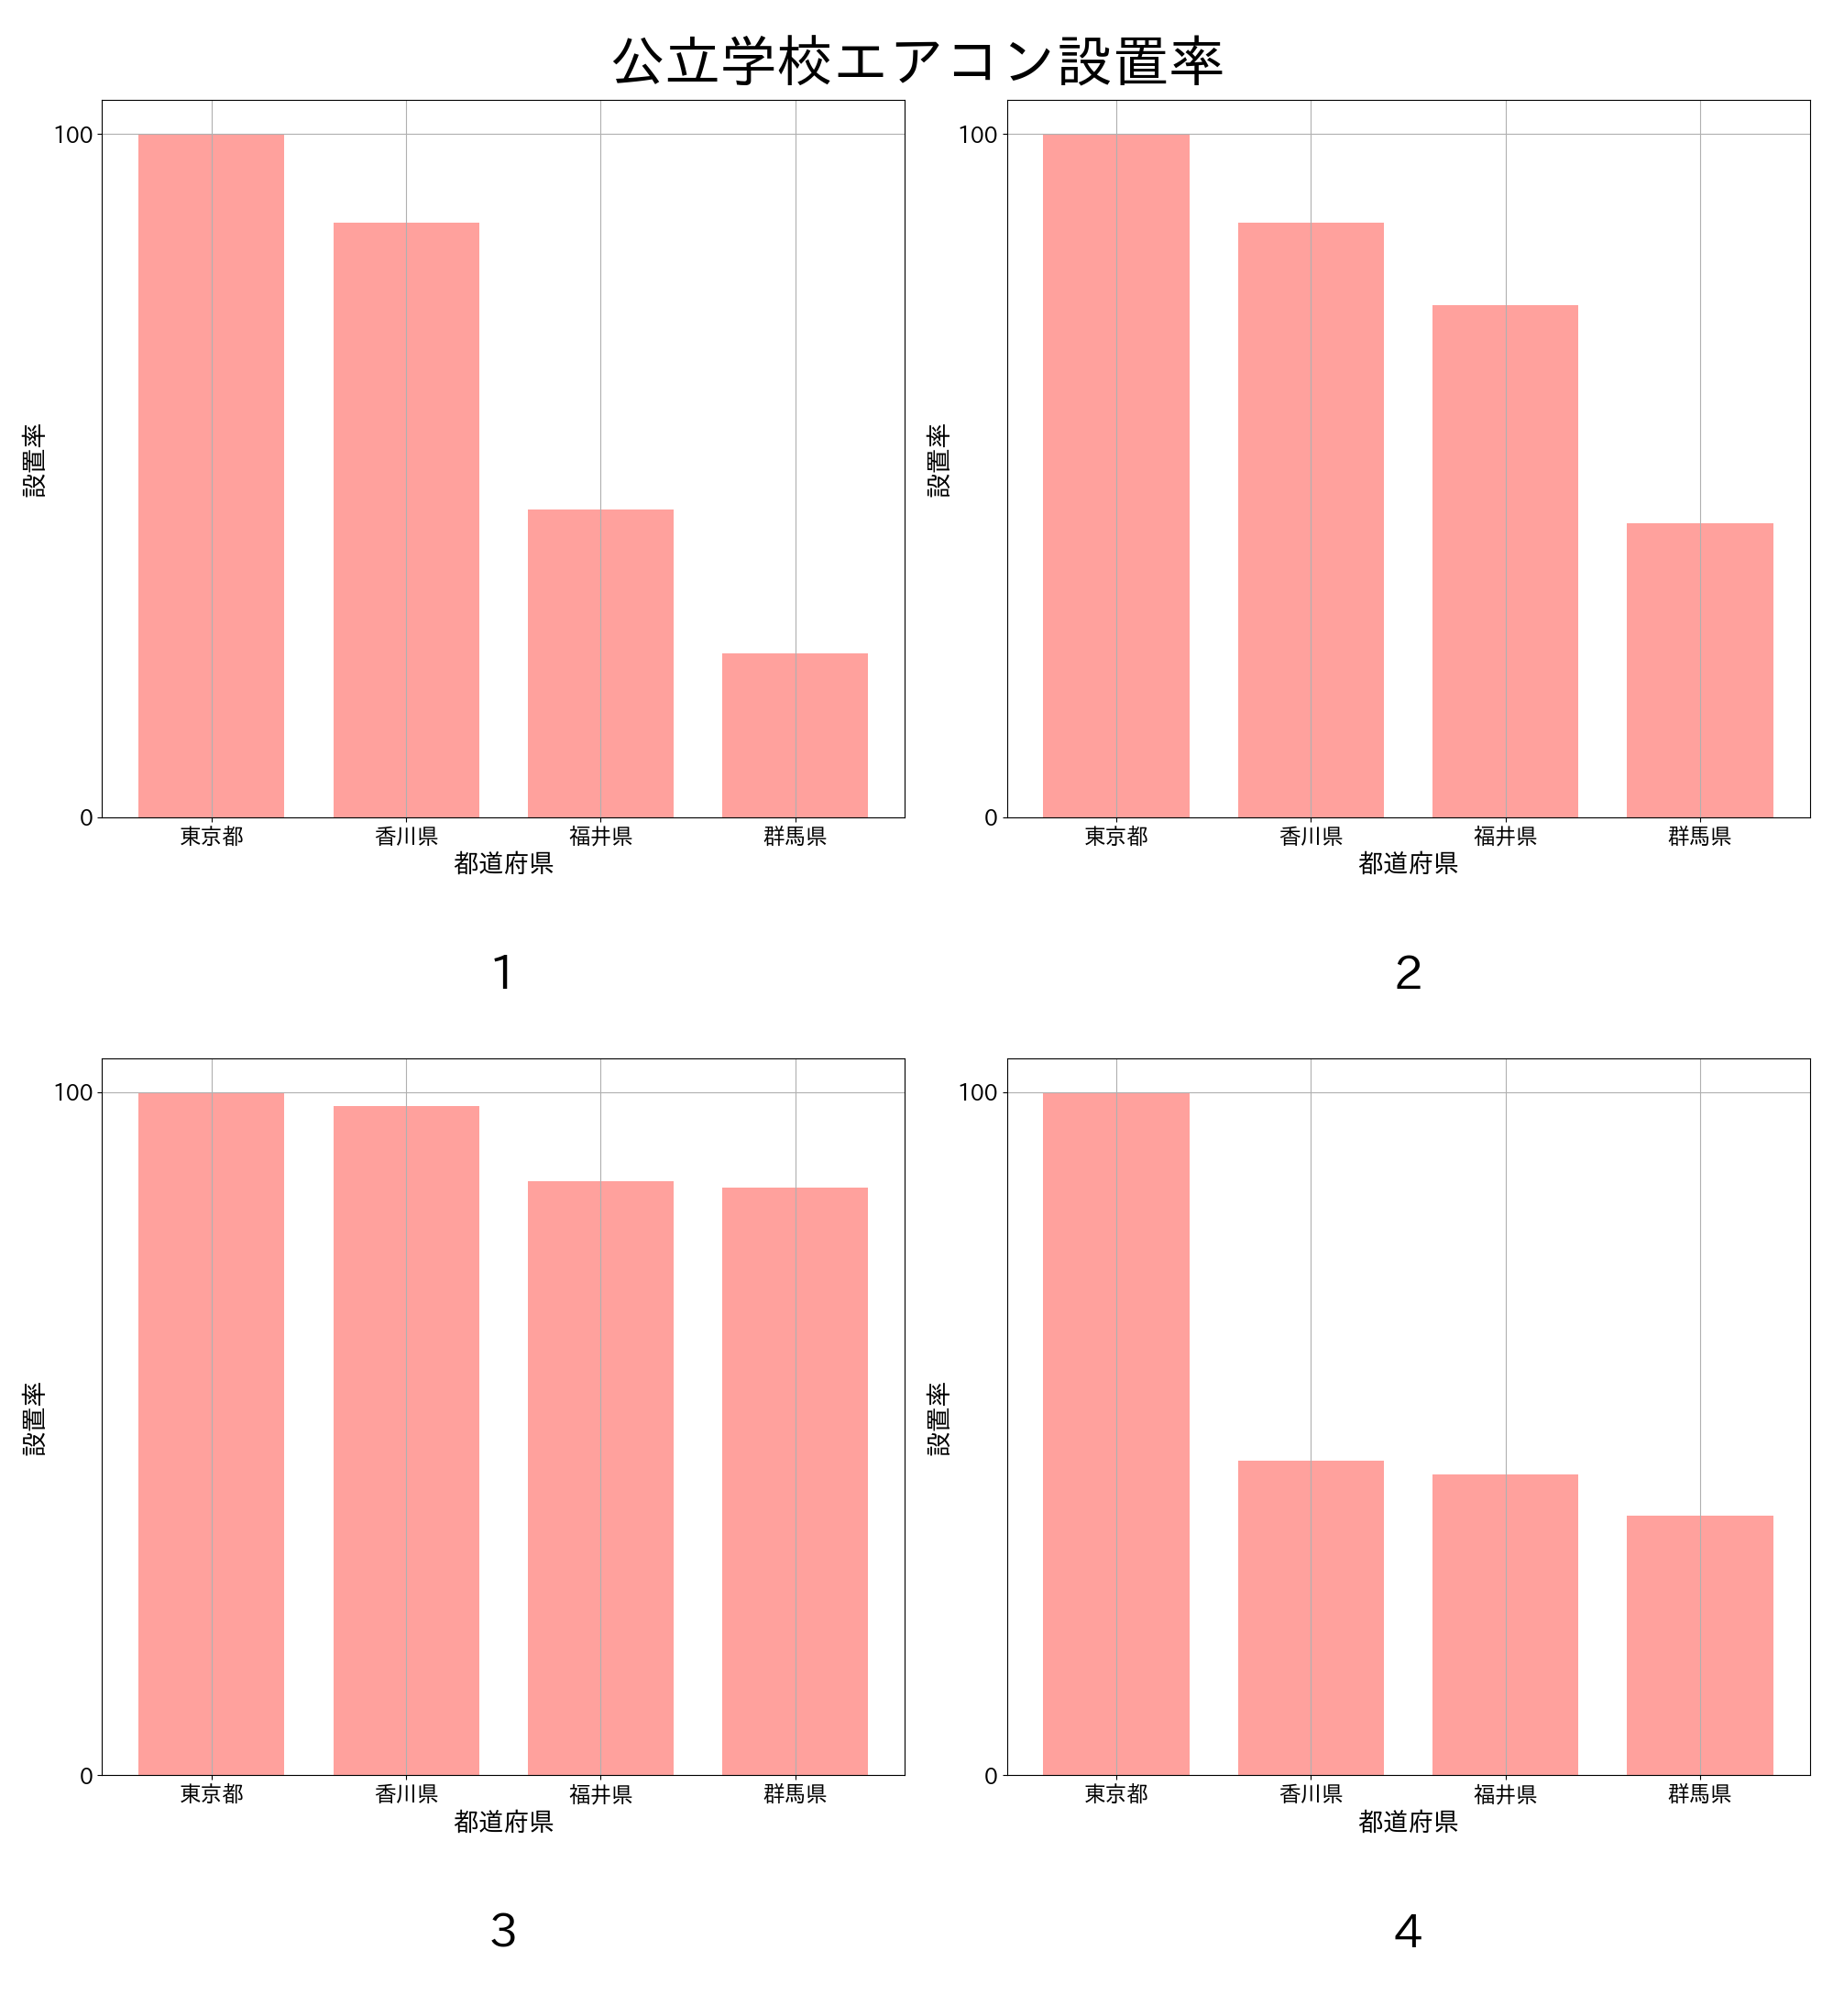 公立学校エアコン設置率
100
0
設置率
東京都 香川県 福井県 群馬県
都道府県
1
100
0
設置率
東京都 香川県 福井県 群馬県
都道府県
2
100
0
設置率
東京都 香川県 福井県 群馬県
都道府県
3
100
0
設置率
東京都 香川県 福井県 群馬県
都道府県
4